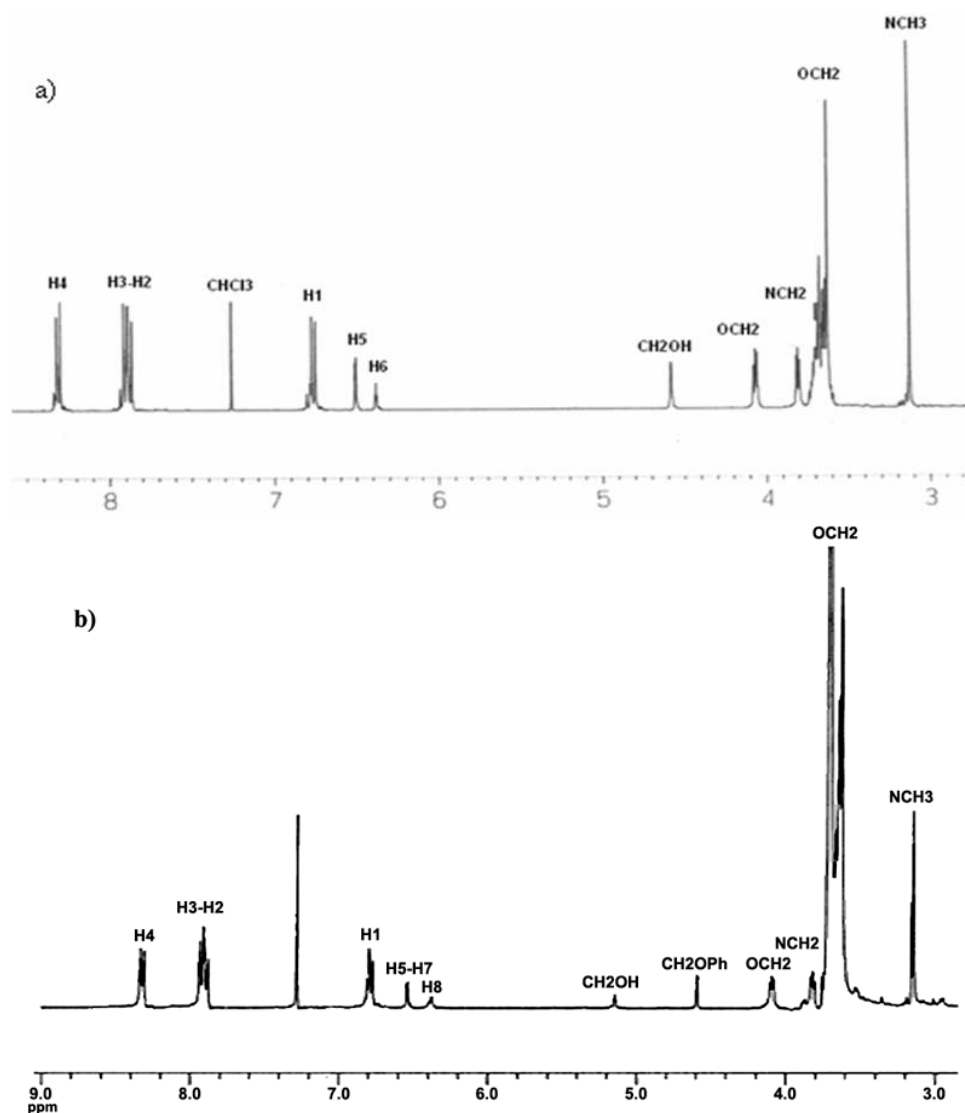 NCH3
OCH2
a)
H4
H3-H2
CHCl3
H1
H5
H6
CH2OH
OCH2
NCH2
8
7
6
5
4
3
OCH2
b)
H4
H3-H2
H1
H5-H7
H8
CH2OH
CH2OPh
OCH2
NCH2
NCH3
9.0 8.0 7.0 6.0 5.0 4.0 3.0
ppm